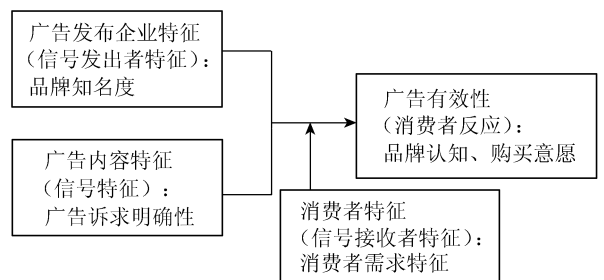 广告发布企业特征
（信号发出者特征）：
品牌知名度
广告内容特征
（信号特征）：
广告诉求明确性
广告有效性
（消费者反应）：
品牌认知、购买意愿
消费者特征
（信号接收者特征）：
消费者需求特征